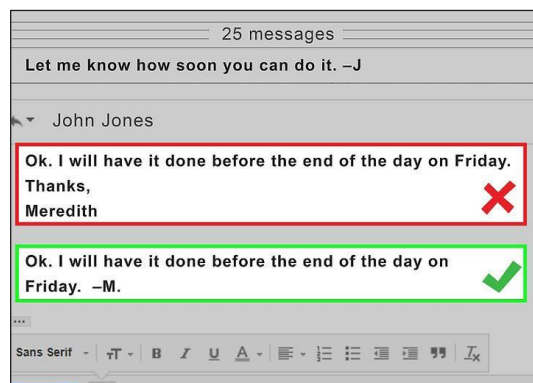 25 messages
Let me know how soon you can do it. –J
John Jones
Ok. I will have it done before the end of the day on Friday.
Thanks,
Meredith
Ok. I will have it done before the end of the day on
Friday. –M.
Sans Serif T B I U A Tx